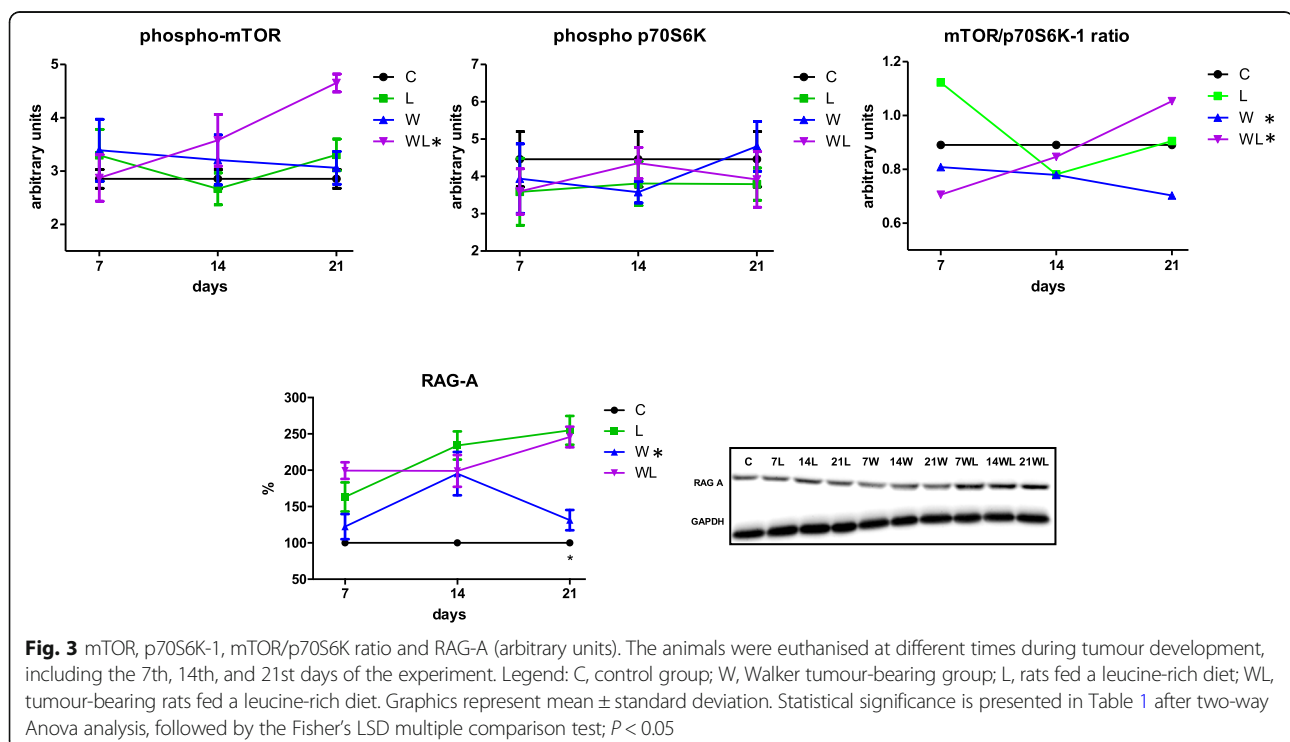 phospho-mTOR
arbitrary units
5
4
3
2
7 14 21
days
C
L
W
WL*
phospho p70S6K
arbitrary units
7
6
5
4
3
2
7 14 21
days
C
L
W
WL
mTOR/p70S6K-1 ratio
arbitrary units
1.2
1.0
0.8
0.6
7 14 21
days
C
L
W *
WL*
RAG-A
%
300
250
200
150
100
50
*
7 14 21
days
C
L
W*
WL
C 7L 14L 21L 7W 14W 21W 7WL 14WL 21WL
RAG A
GAPDH
Fig. 3 mTOR, p70S6K-1, mTOR/p70S6K ratio and RAG-A (arbitrary units). The animals were euthanised at different times during tumour development,
including the 7th, 14th, and 21st days of the experiment. Legend: C, control group; W, Walker tumour-bearing group; L, rats fed a leucine-rich diet; WL,
tumour-bearing rats fed a leucine-rich diet. Graphics represent mean ± standard deviation. Statistical significance is presented in Table 1 after two-way
Anova analysis, followed by the Fisher's LSD multiple comparison test; P < 0.05